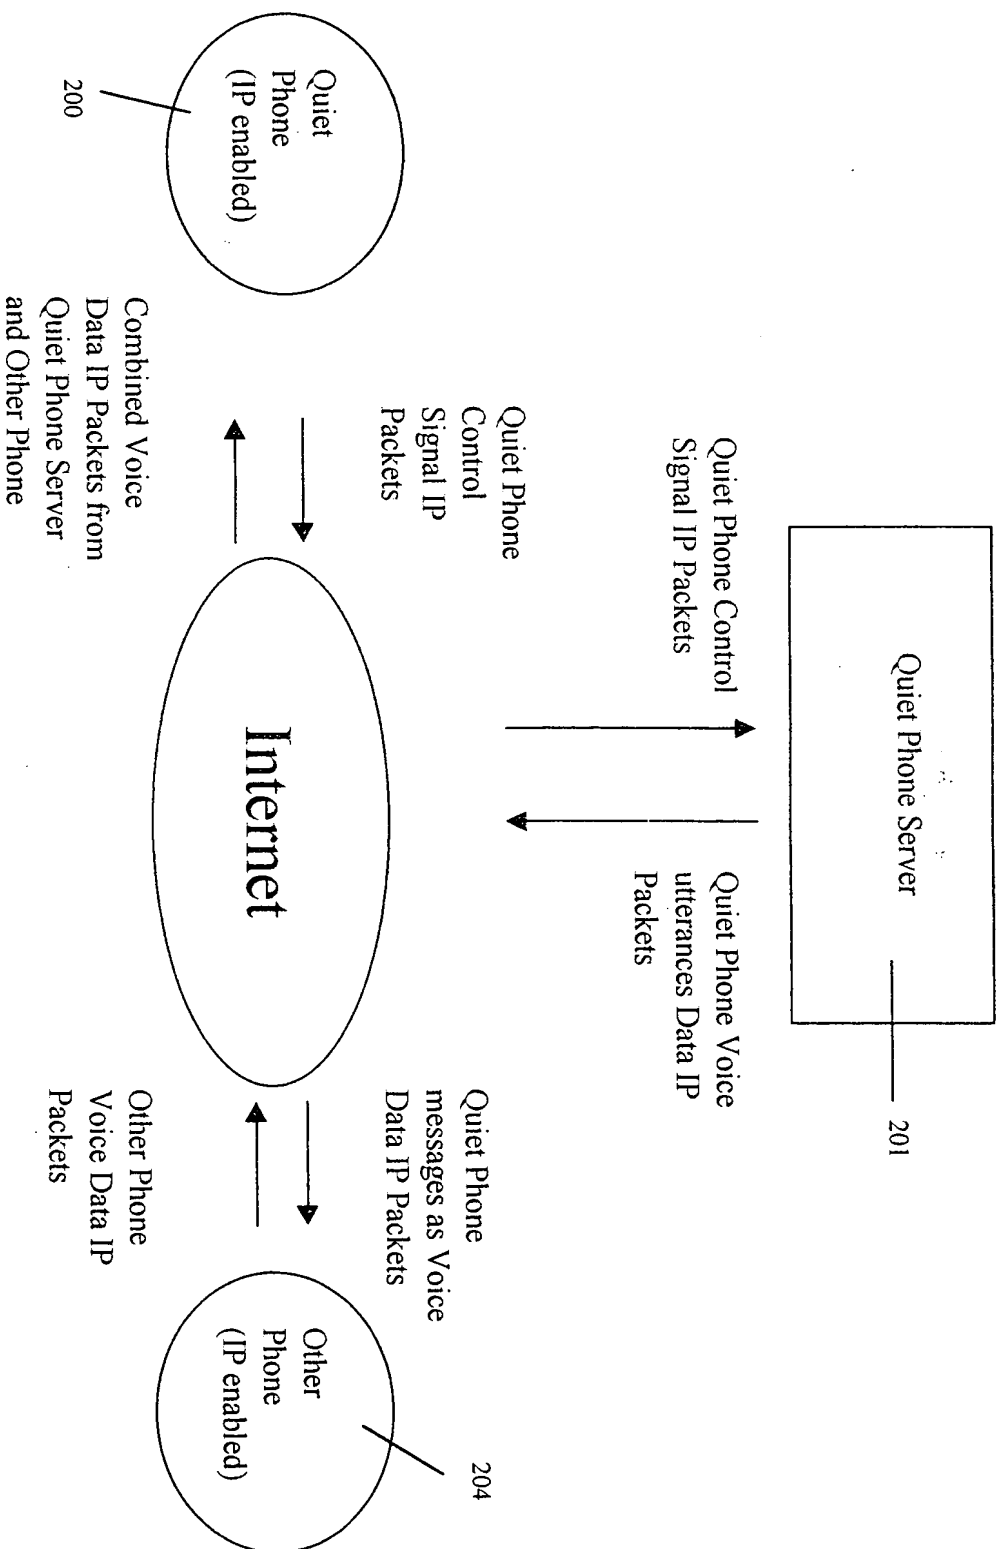 Quiet Phone Server
201
Quiet Phone Control
Signal IP Packets
Quiet Phone Voice
utterances Data IP
Packets
Quiet Phone
Control
Signal IP
Packets
Quiet Phone
messages as Voice
Data IP Packets
Quiet
Phone
(IP enabled)
200
Internet
Other
Phone
(IP enabled)
204
Combined Voice
Data IP Packets from
Quiet Phone Server
and Other Phone
Other Phone
Voice Data IP
Packets